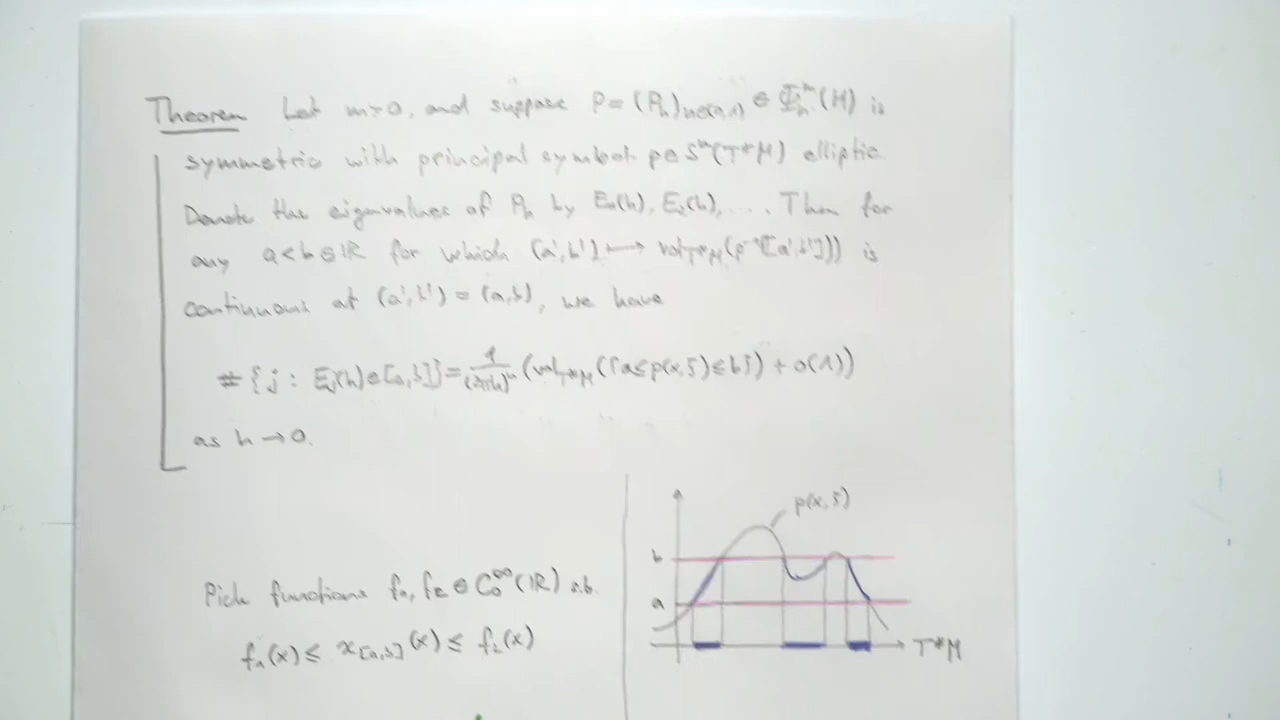 Theorem Let m>0, and suppose P=(P_h)_{h∈(0,1)} ∈ Ψ_h^m(M) is
symmetric with principal symbol p∈S^m(T*M) elliptic.
Denote the eigenvalues of P_h by E_1(h), E_2(h), .... Then for
any a<b∈ℝ for which (a',b') ↦ vol_{T*M}(p^{-1}([a',b'])) is
continuous at (a',b') = (a,b), we have
#{j : E_j(h)∈[a,b]} = 1/(2πh)^n (vol_{T*M}({a≤p(x,ξ)≤b}) + o(1))
as h→0.
Pick functions f_1, f_2 ∈ C_0^∞(ℝ) s.t.
f_1(x) ≤ χ_{[a,b]}(x) ≤ f_2(x)
p(x,ξ)
b
a
T*M